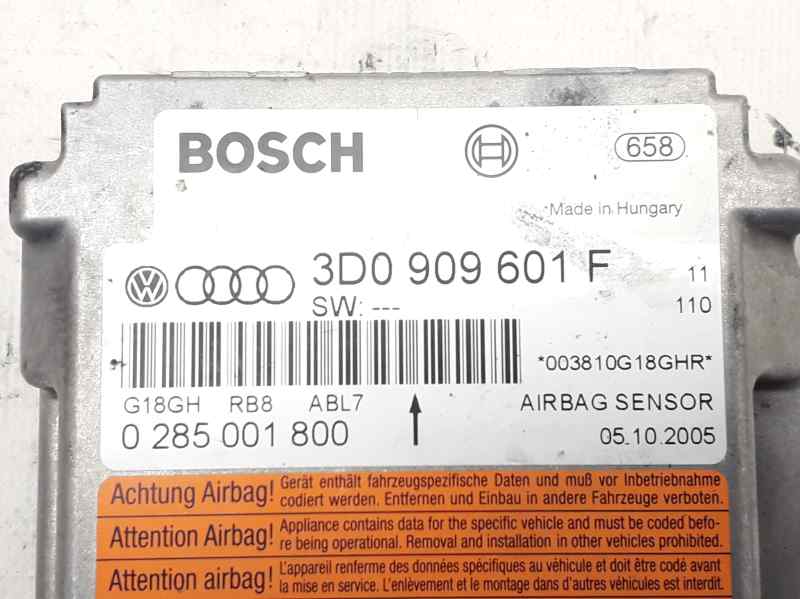 BOSCH
658
Made in Hungary
3D0 909 601 F
11
SW: ---
110
*003810G18GHR*
G18GH RB8 ABL7
AIRBAG SENSOR
0 285 001 800
05.10.2005
Achtung Airbag!
Gerät enthält fahrzeugspezifische Daten und muß vor Inbetriebnahme
codiert werden. Entfernen und Einbau in andere Fahrzeuge verboten.
Attention Airbag!
Appliance contains data for the specific vehicle and must be coded befo-
re being operational. Removal and installation in other vehicles prohibited.
Attention airbag!
L'appareil renferme des données spécifiques au véhicule et doit être codé avant
la mise en service. L'enlèvement et le montage dans d'autres véhicules est interdit.